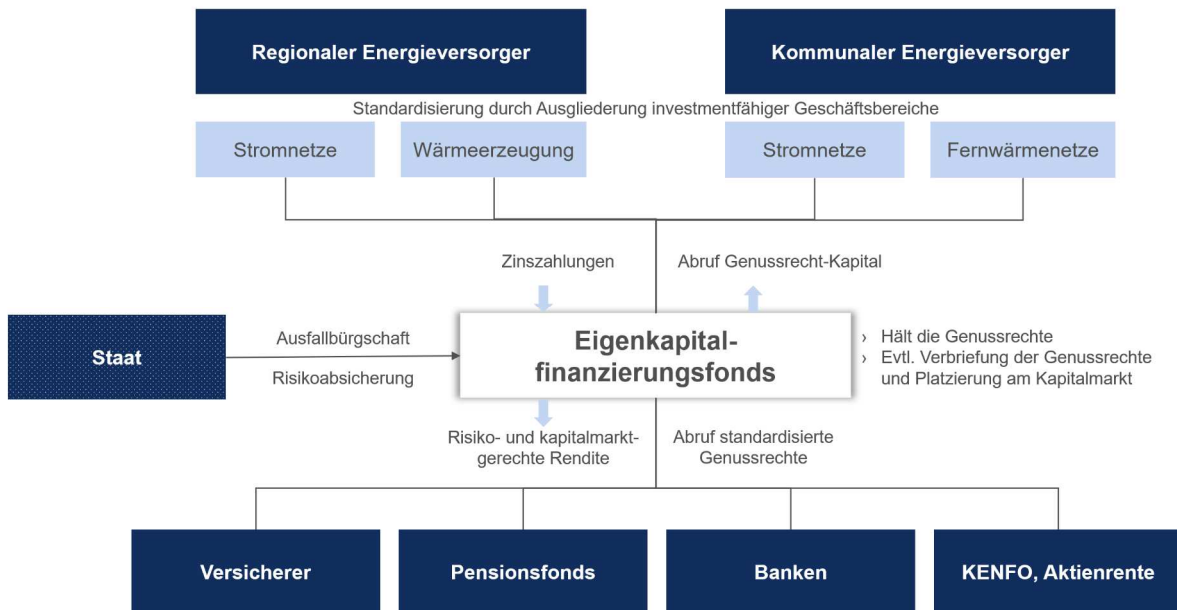 Regionaler Energieversorger
Kommunaler Energieversorger
Standardisierung durch Ausgliederung investmentfähiger Geschäftsbereiche
Stromnetze
Wärmeerzeugung
Stromnetze
Fernwärmenetze
Zinszahlungen
Abruf Genussrecht-Kapital
Staat
Ausfallbürgschaft
Risikoabsicherung
Eigenkapital-
finanzierungsfonds
› Hält die Genussrechte
› Evtl. Verbriefung der Genussrechte
und Platzierung am Kapitalmarkt
Risiko- und kapitalmarkt-
gerechte Rendite
Abruf standardisierte
Genussrechte
Versicherer
Pensionsfonds
Banken
KENFO, Aktienrente